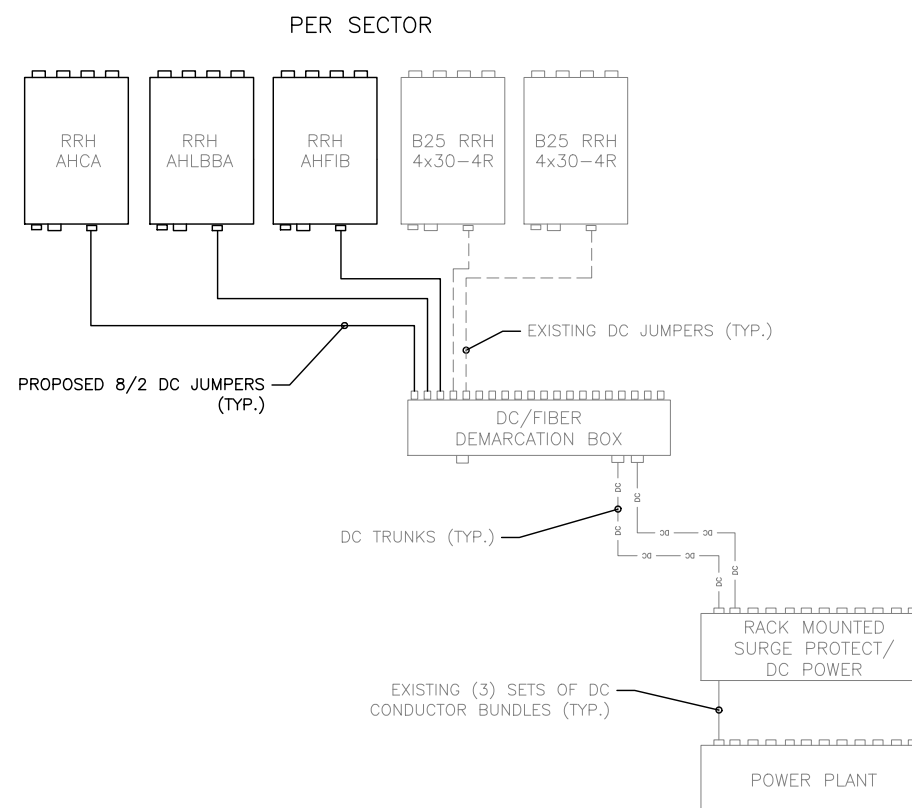 PER SECTOR
RRH
AHCA
RRH
AHLBBA
RRH
AHFIB
B25 RRH
4x30-4R
B25 RRH
4x30-4R
EXISTING DC JUMPERS (TYP.)
PROPOSED 8/2 DC JUMPERS
(TYP.)
DC/FIBER
DEMARCATION BOX
DC
DC
DC TRUNKS (TYP.)
DC
DC
DC
DC
DC
DC
DC
RACK MOUNTED
SURGE PROTECT/
DC POWER
EXISTING (3) SETS OF DC
CONDUCTOR BUNDLES (TYP.)
POWER PLANT